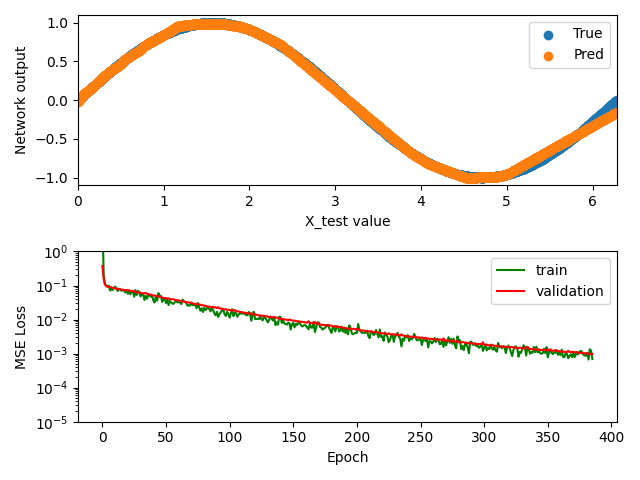 1.0
0.5
0.0
−0.5
−1.0
Network output
True
Pred
0 1 2 3 4 5 6
X_test value
10^0
10^−1
10^−2
10^−3
10^−4
10^−5
MSE Loss
train
validation
0 50 100 150 200 250 300 350 400
Epoch